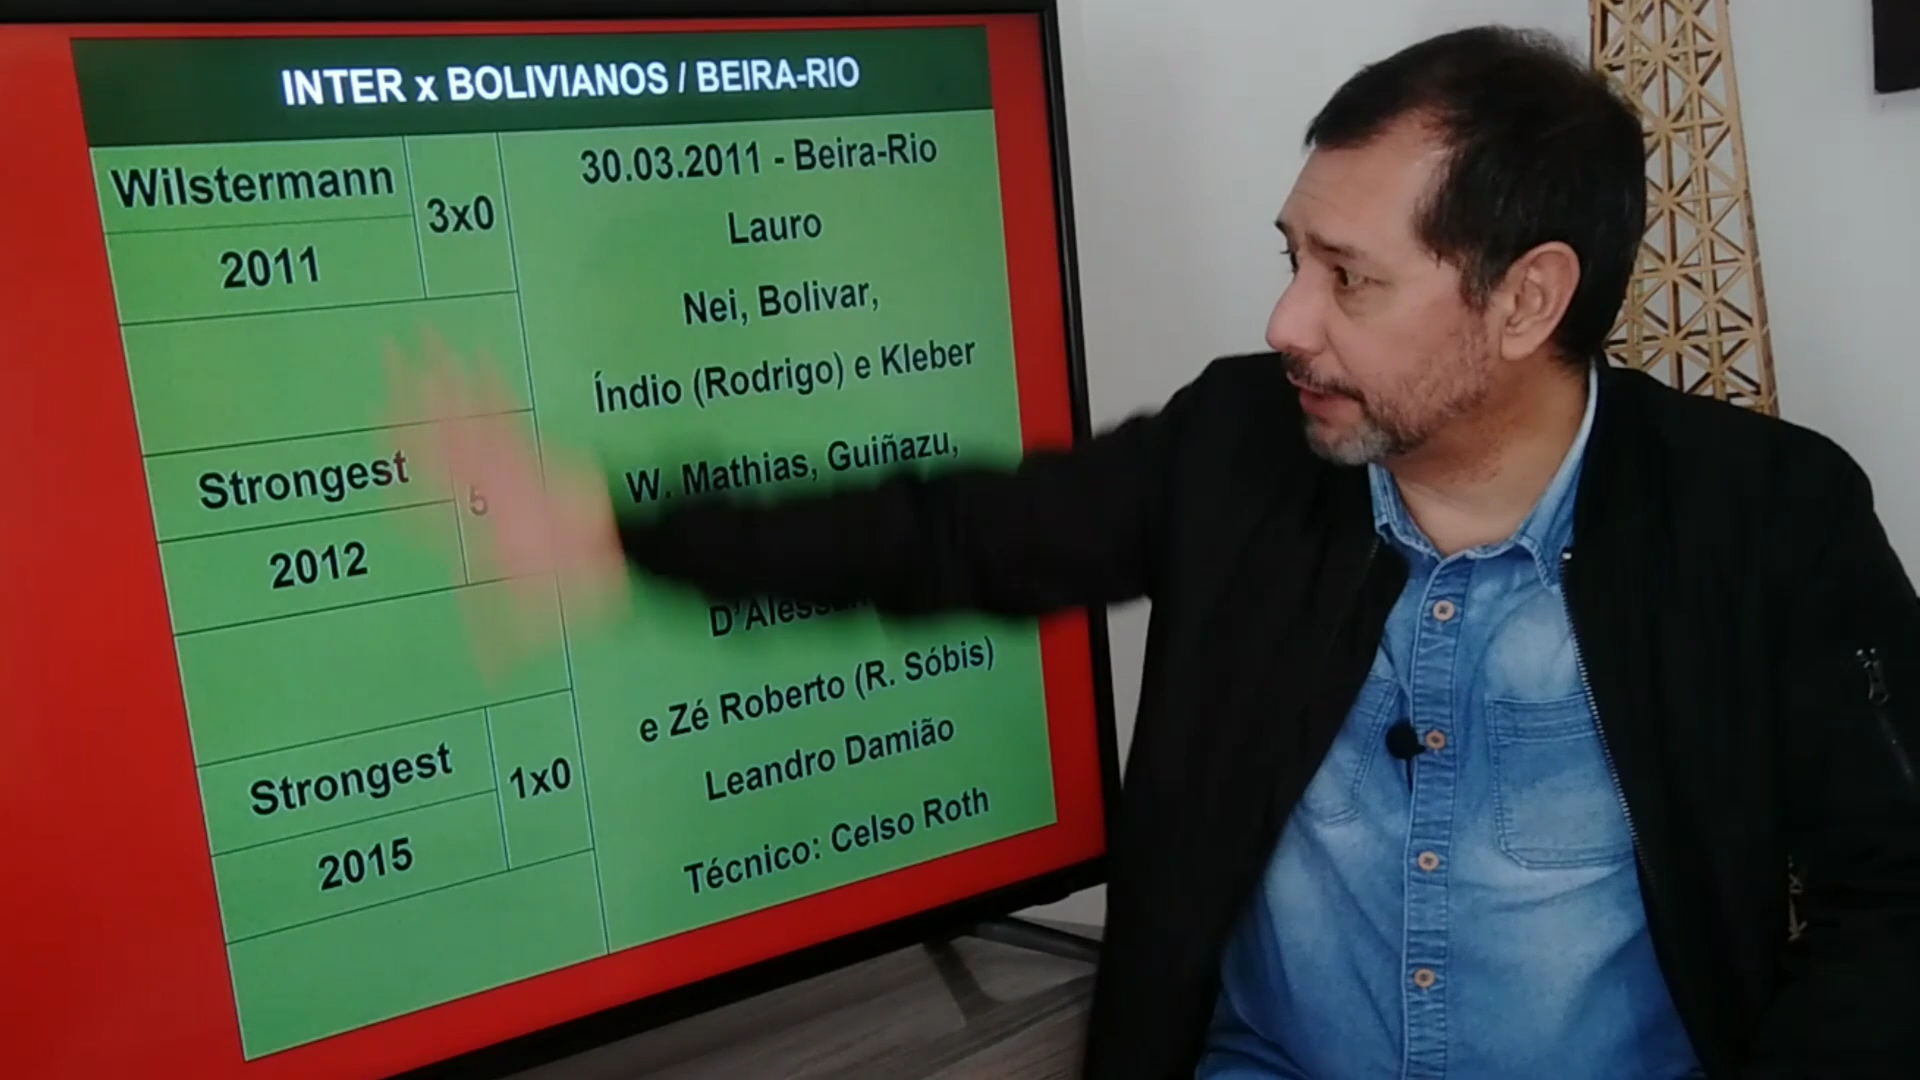 INTER x BOLIVIANOS / BEIRA-RIO
Wilstermann
3x0
2011
Strongest
5
2012
Strongest
1x0
2015
30.03.2011 - Beira-Rio
Lauro
Nei, Bolivar,
Índio (Rodrigo) e Kleber
W. Mathias, Guiñazu,
e Zé Roberto (R. Sóbis)
Leandro Damião
Técnico: Celso Roth